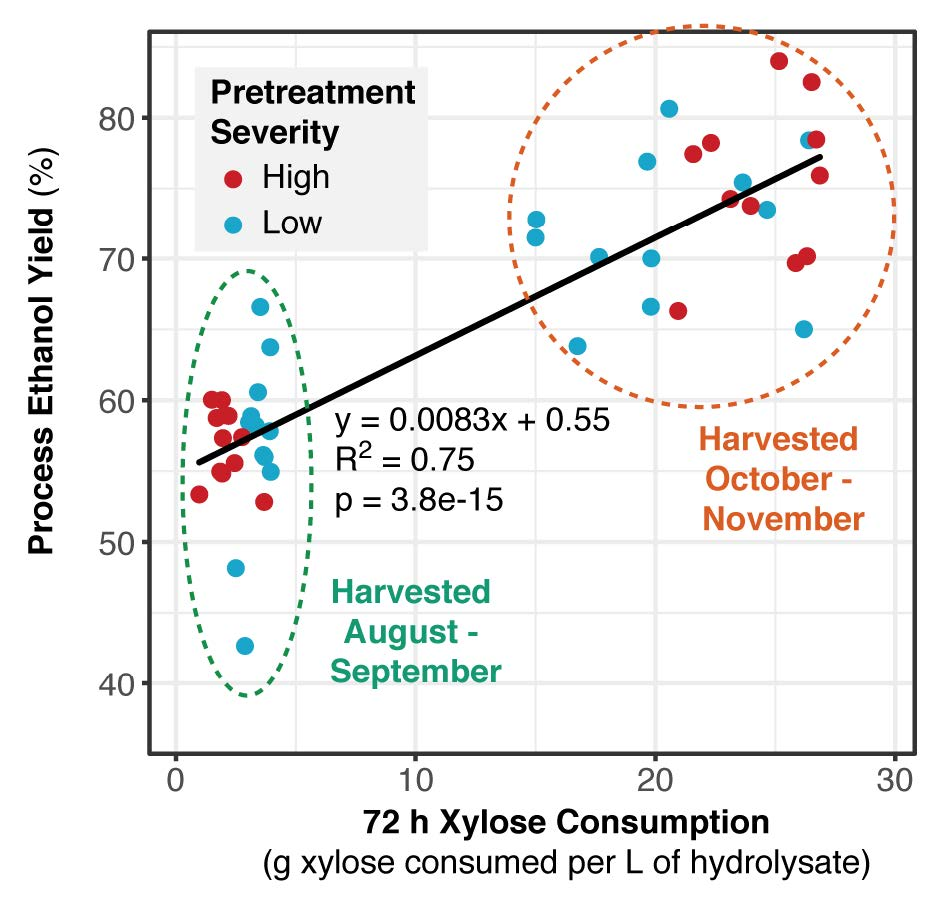 Pretreatment
Severity
High
Low
80
70
60
50
40
Process Ethanol Yield (%)
y = 0.0083x + 0.55
R² = 0.75
p = 3.8e-15
Harvested
October -
November
Harvested
August -
September
0
10
20
30
72 h Xylose Consumption
(g xylose consumed per L of hydrolysate)